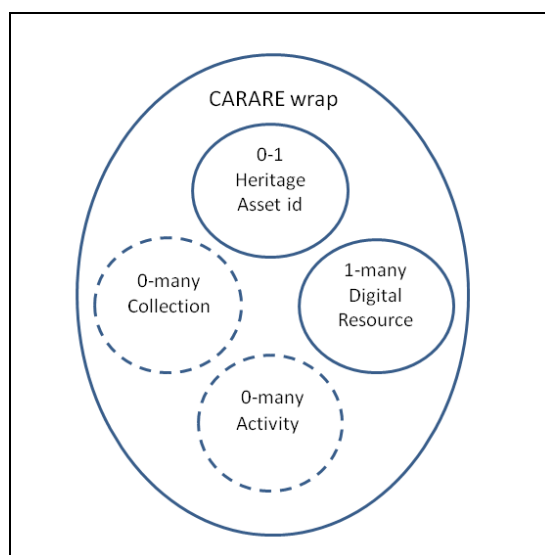 CARARE wrap
0-1
Heritage
Asset id
0-many
Collection
1-many
Digital
Resource
0-many
Activity